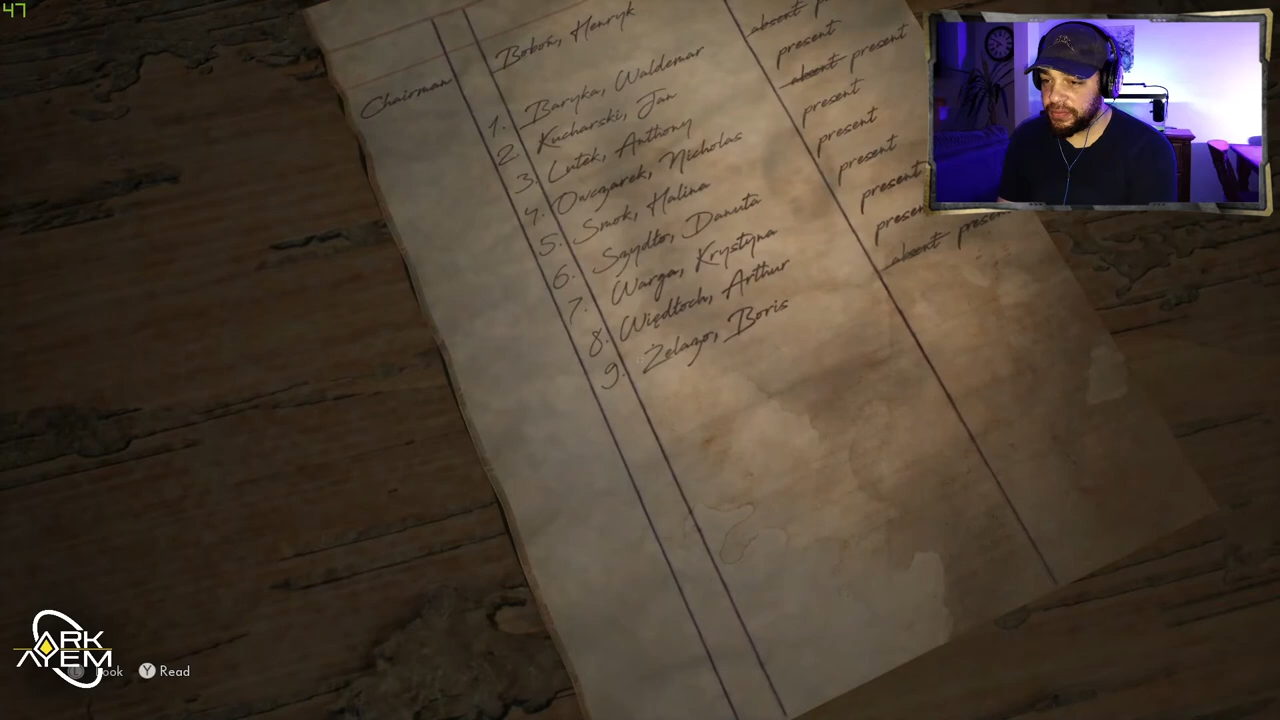 47
Chairman Boboń, Henryk absent
1. Baryka, Waldemar present
2. Kucharski, Jan absent present
3. Lutek, Anthony present
4. Owczarek, Nicholas present
5. Smok, Halina present
6. Szydło, Danuta present
7. Warga, Krystyna present
8. Więdłoch, Arthur absent present
9. Żelazo, Boris
ARK
AYEM
Look Y Read